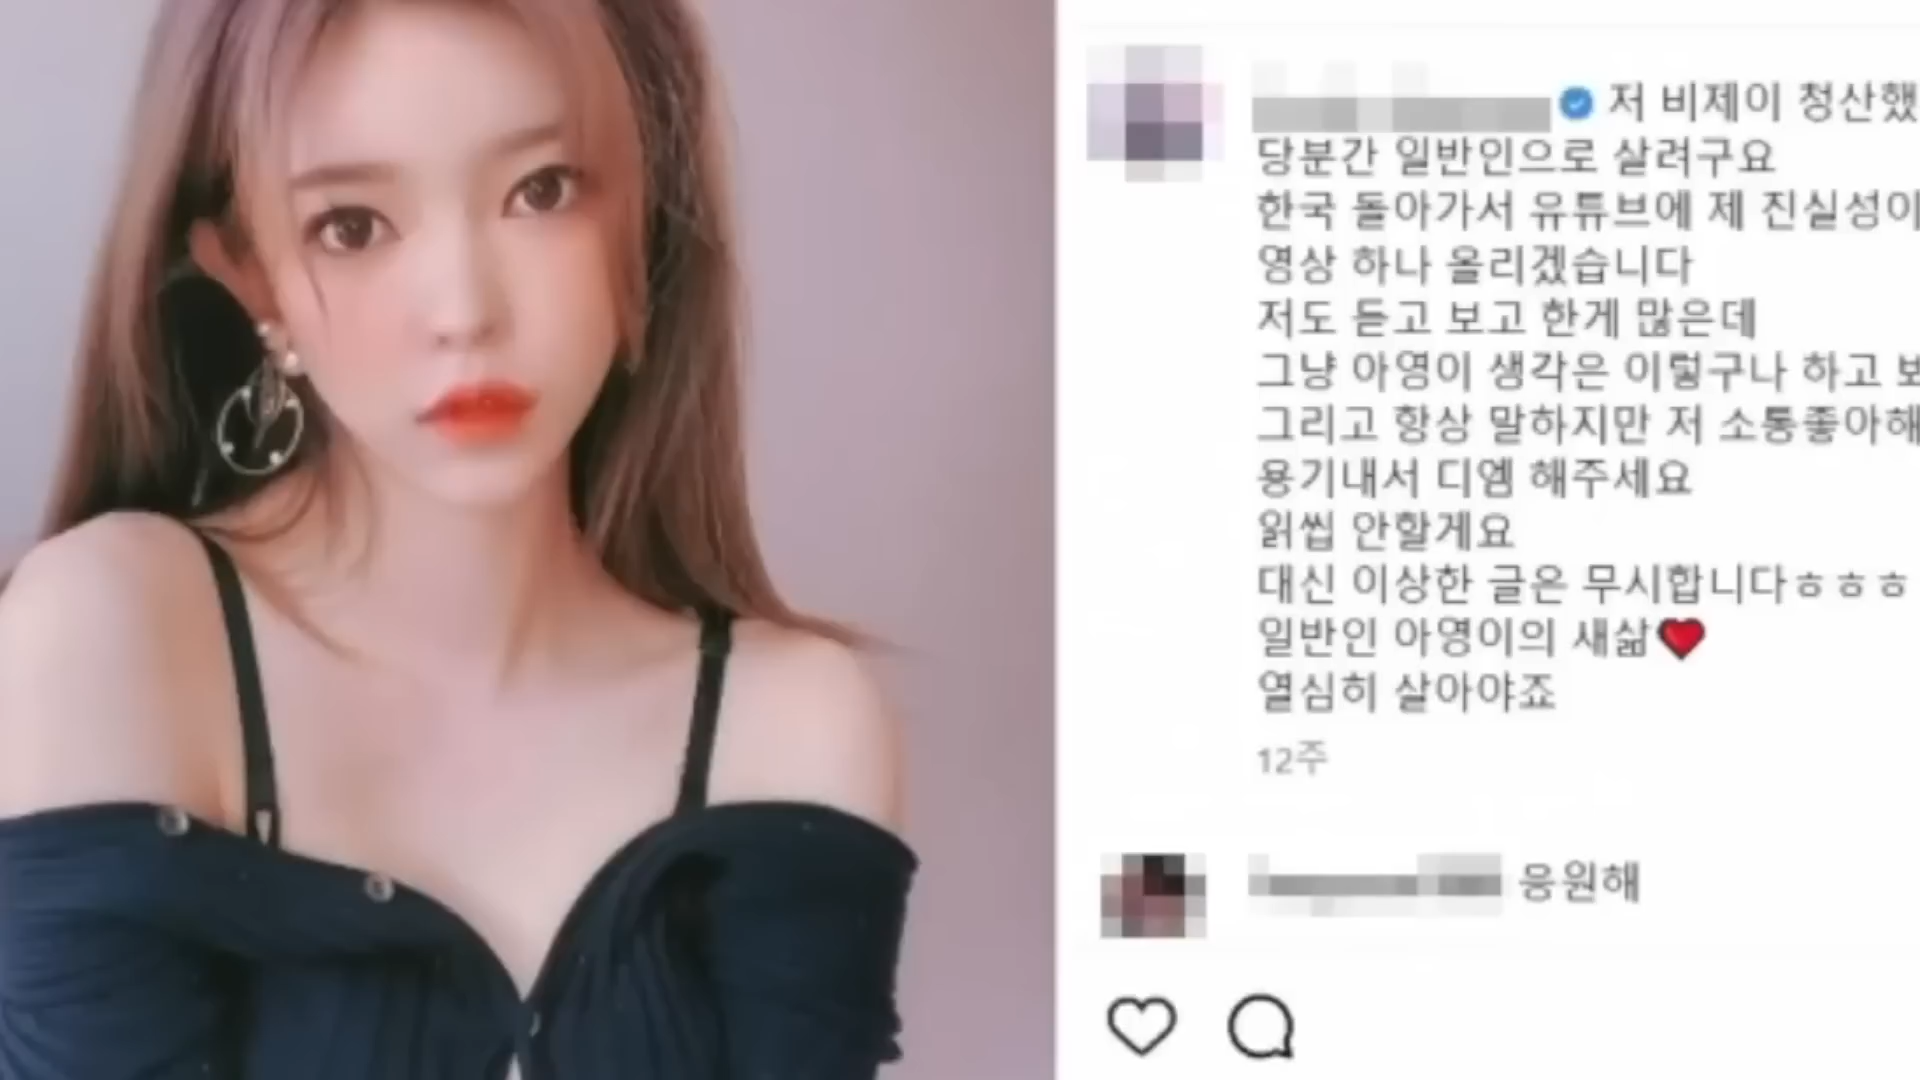 저 비제이 청산했
당분간 일반인으로 살려구요
한국 돌아가서 유튜브에 제 진실성이
영상 하나 올리겠습니다
저도 듣고 보고 한게 많은데
그냥 아영이 생각은 이렇구나 하고 보
그리고 항상 말하지만 저 소통좋아해
용기내서 디엠 해주세요
읽씹 안할게요
대신 이상한 글은 무시합니다ㅎㅎㅎ
일반인 아영이의 새삶❤️
열심히 살아야죠
12주
응원해